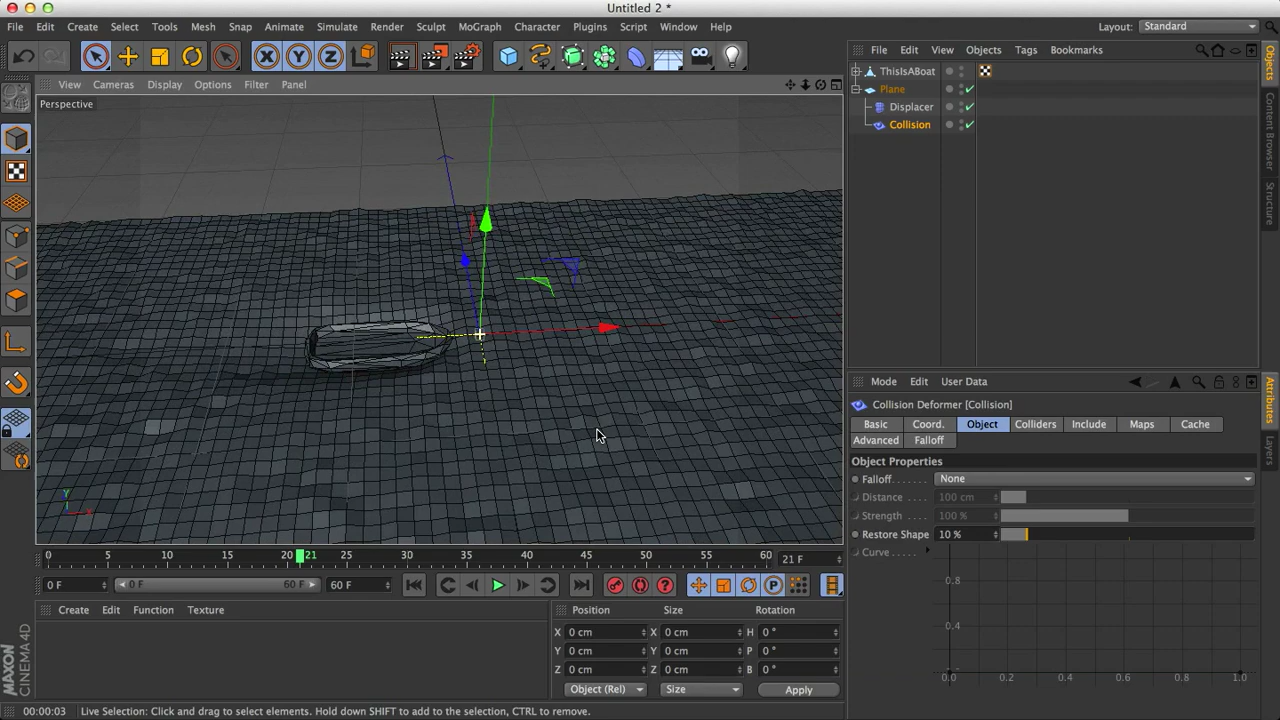 Untitled 2 *
File Edit Create Select Tools Mesh Snap Animate Simulate Render Sculpt MoGraph Character Plugins Script Window Help
Layout: Standard
X Y Z
File Edit View Objects Tags Bookmarks
View Cameras Display Options Filter Panel
Perspective
ThisIsABoat
Plane
Displacer
Collision
Objects
Content Browser
Structure
Attributes
Layers
Mode Edit User Data
Collision Deformer [Collision]
Basic Coord. Object Colliders Include Maps Cache
Advanced Falloff
Object Properties
Falloff None
Distance 100 cm
Strength 100 %
Restore Shape 10 %
Curve
0.8
0.4
0.0 0.2 0.4 0.6 0.8 1.0
Y
X
0 5 10 15 20 21 25 30 35 40 45 50 55 60 21 F
0 F 0 F 60 F 60 F
P
Create Edit Function Texture
Position Size Rotation
X 0 cm X 0 cm H 0 °
Y 0 cm Y 0 cm P 0 °
Z 0 cm Z 0 cm B 0 °
Object (Rel) Size Apply
MAXON
CINEMA 4D
00:00:03 Live Selection: Click and drag to select elements. Hold down SHIFT to add to the selection, CTRL to remove.